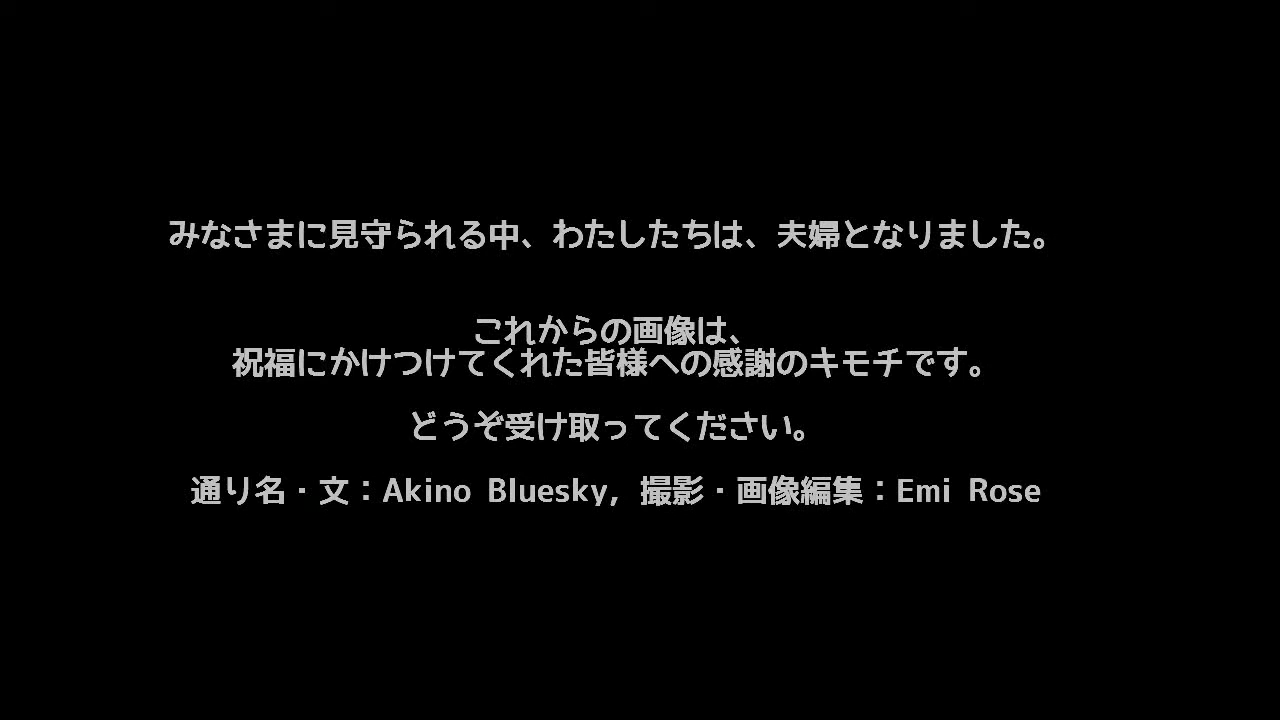 みなさまに見守られる中、わたしたちは、夫婦となりました。
これからの画像は、
祝福にかけつけてくれた皆様への感謝のキモチです。
どうぞ受け取ってください。
通り名・文：Akino Bluesky, 撮影・画像編集：Emi Rose